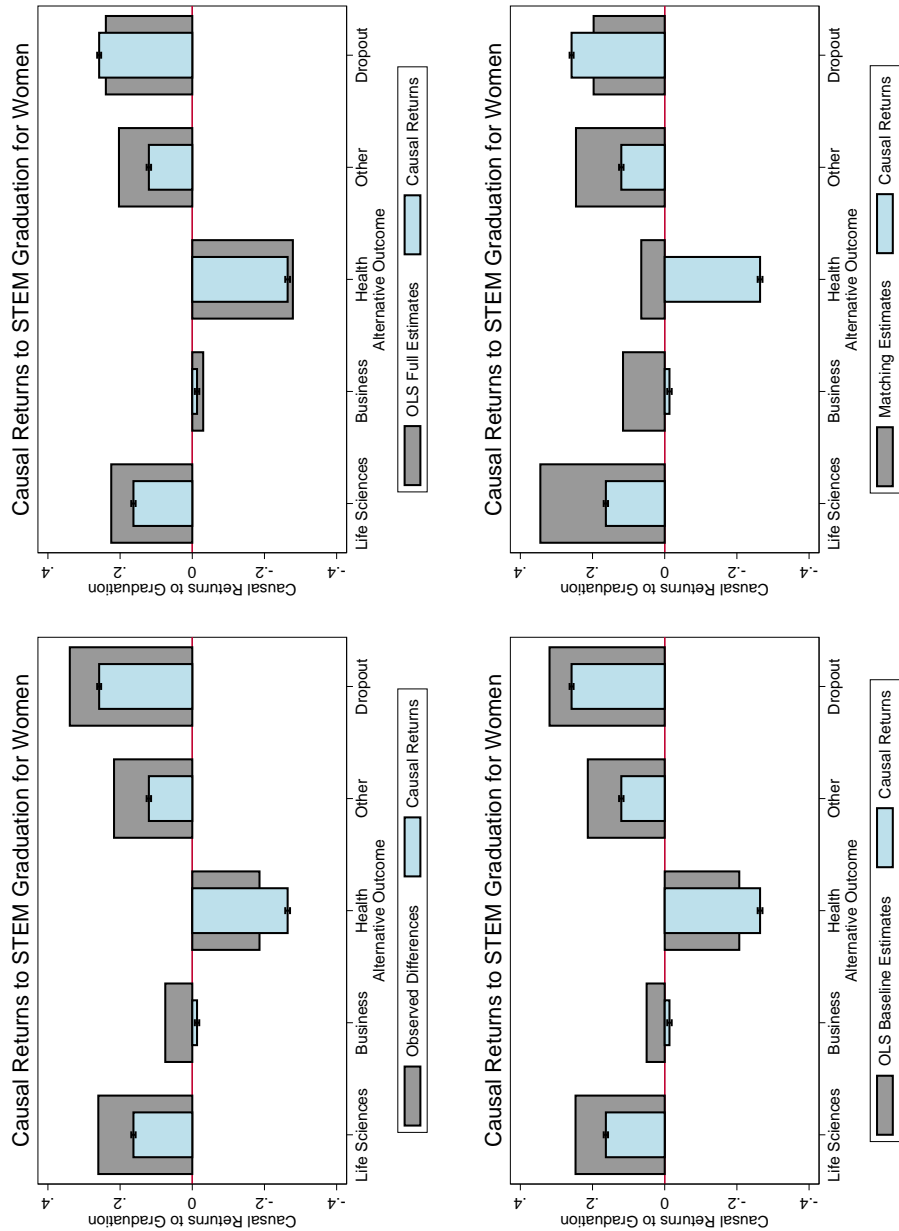 Causal Returns to STEM Graduation for Women
Causal Returns to Graduation
.4
.2
0
-.2
-.4
Life Sciences
Business
Health
Other
Dropout
Alternative Outcome
Observed Differences
Causal Returns
Causal Returns to STEM Graduation for Women
Causal Returns to Graduation
.4
.2
0
-.2
-.4
Life Sciences
Business
Health
Other
Dropout
Alternative Outcome
OLS Full Estimates
Causal Returns
Causal Returns to STEM Graduation for Women
Causal Returns to Graduation
.4
.2
0
-.2
-.4
Life Sciences
Business
Health
Other
Dropout
Alternative Outcome
OLS Baseline Estimates
Causal Returns
Causal Returns to STEM Graduation for Women
Causal Returns to Graduation
.4
.2
0
-.2
-.4
Life Sciences
Business
Health
Other
Dropout
Alternative Outcome
Matching Estimates
Causal Returns